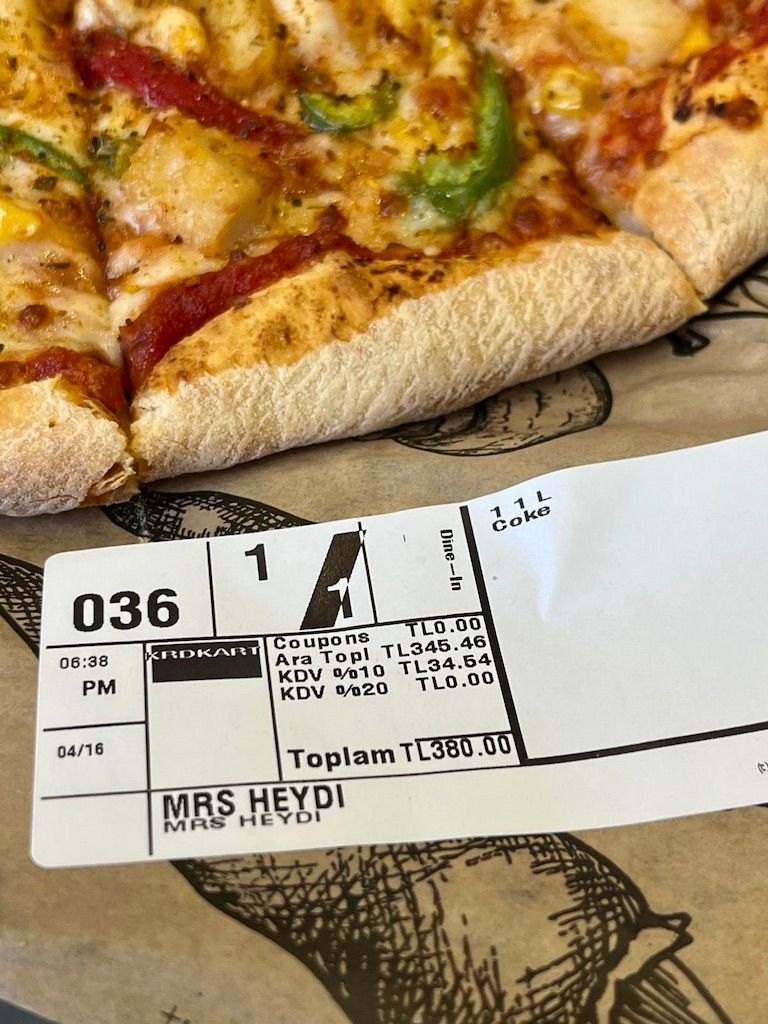 036
1
1
Dine-In
1 1 L
Coke
06:38
PM
04/16
KRDKART
Coupons TL0.00
Ara Topl TL345.46
KDV %10 TL34.54
KDV %20 TL0.00
Toplam TL380.00
MRS HEYDI
MRS HEYDI